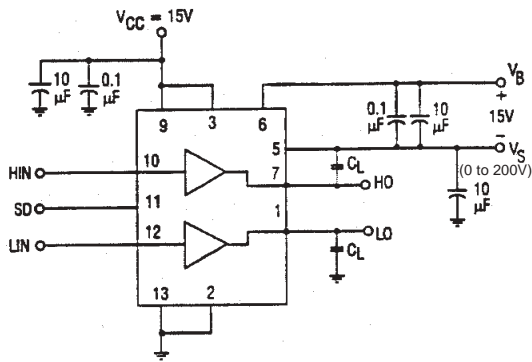 VCC = 15V
10 µF
0.1 µF
9
3
6
0.1 µF
10 µF
VB
+
15V
−
VS
(0 to 200V)
5
CL
7
HO
10 µF
HIN
10
SD
11
1
LIN
12
LO
CL
13
2